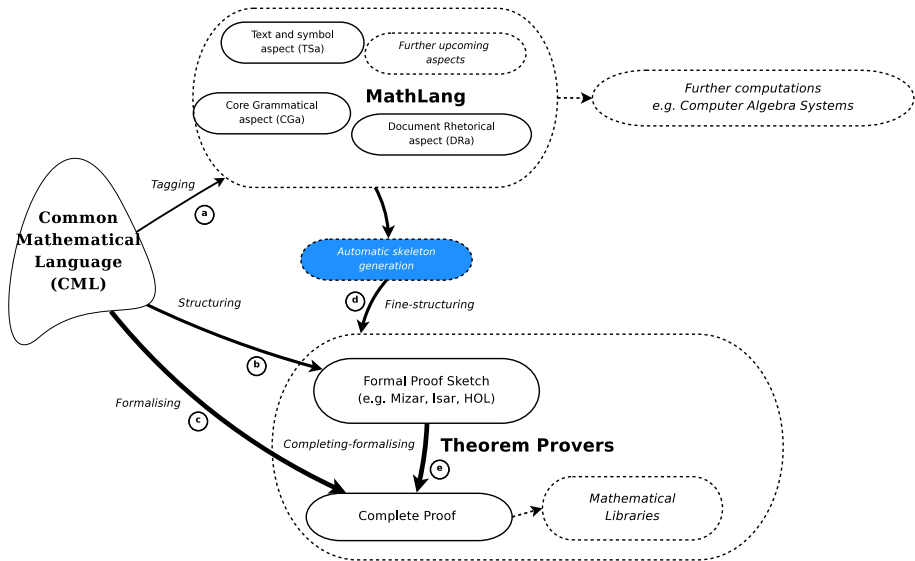 Text and symbol
aspect (TSa)
Further upcoming
aspects
MathLang
Core Grammatical
aspect (CGa)
Document Rhetorical
aspect (DRa)
Further computations
e.g. Computer Algebra Systems
Tagging
a
Common
Mathematical
Language
(CML)
Automatic skeleton
generation
Structuring
d
Fine-structuring
b
Formal Proof Sketch
(e.g. Mizar, Isar, HOL)
Formalising
c
Completing-formalising
Theorem Provers
e
Complete Proof
Mathematical
Libraries